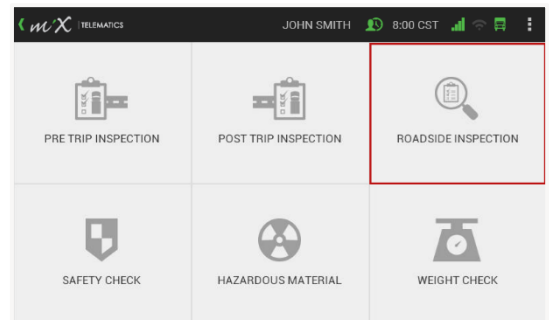 mix TELEMATICS JOHN SMITH 8:00 CST
PRE TRIP INSPECTION POST TRIP INSPECTION ROADSIDE INSPECTION
SAFETY CHECK HAZARDOUS MATERIAL WEIGHT CHECK